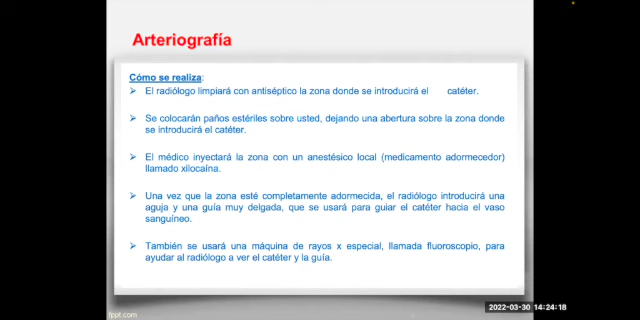 Arteriografía
Cómo se realiza:
➢ El radiólogo limpiará con antiséptico la zona donde se introducirá el catéter.
➢ Se colocarán paños estériles sobre usted, dejando una abertura sobre la zona donde
se introducirá el catéter.
➢ El médico inyectará la zona con un anestésico local (medicamento adormecedor)
llamado xilocaína.
➢ Una vez que la zona esté completamente adormecida, el radiólogo introducirá una
aguja y una guía muy delgada, que se usará para guiar el catéter hacia el vaso
sanguíneo.
➢ También se usará una máquina de rayos x especial, llamada fluoroscopio, para
ayudar al radiólogo a ver el catéter y la guía.
2022-03-30 14:24:18
fppt.com